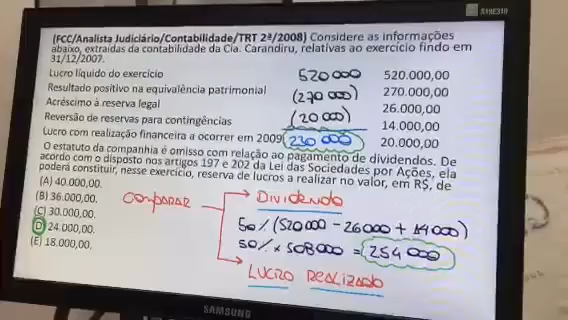 (FCC/Analista Judiciário/Contabilidade/TRT 2ª/2008) Considere as informações
abaixo, extraídas da contabilidade da Cia. Carandiru, relativas ao exercício findo em
31/12/2007.
Lucro líquido do exercício 520 000 520.000,00
Resultado positivo na equivalência patrimonial (270 000) 270.000,00
Acréscimo à reserva legal 26.000,00
Reversão de reservas para contingências (20 000) 14.000,00
Lucro com realização financeira a ocorrer em 2009 230 000 20.000,00
O estatuto da companhia é omisso com relação ao pagamento de dividendos. De
acordo com o disposto nos artigos 197 e 202 da Lei das Sociedades por Ações, ela
poderá constituir, nesse exercício, reserva de lucros a realizar no valor, em R$, de
(A) 40.000,00.
(B) 36.000,00.
(C) 30.000,00.
(D) 24.000,00.
(E) 18.000,00.
COMPARAR
DIVIDENDO
50% (520 000 - 26 000 + 14 000)
50% x 508 000 = 254 000
LUCRO REALIZADO
SAMSUNG